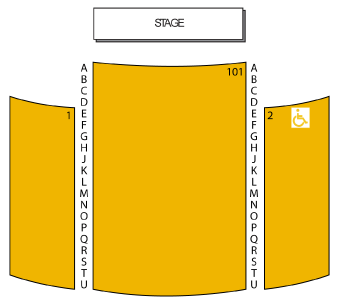 STAGE
A A
B 101 B
C C
D D
E E
F 1 2 F
G G
H H
J J
K K
L L
M M
N N
O O
P P
Q Q
R R
S S
T T
U U